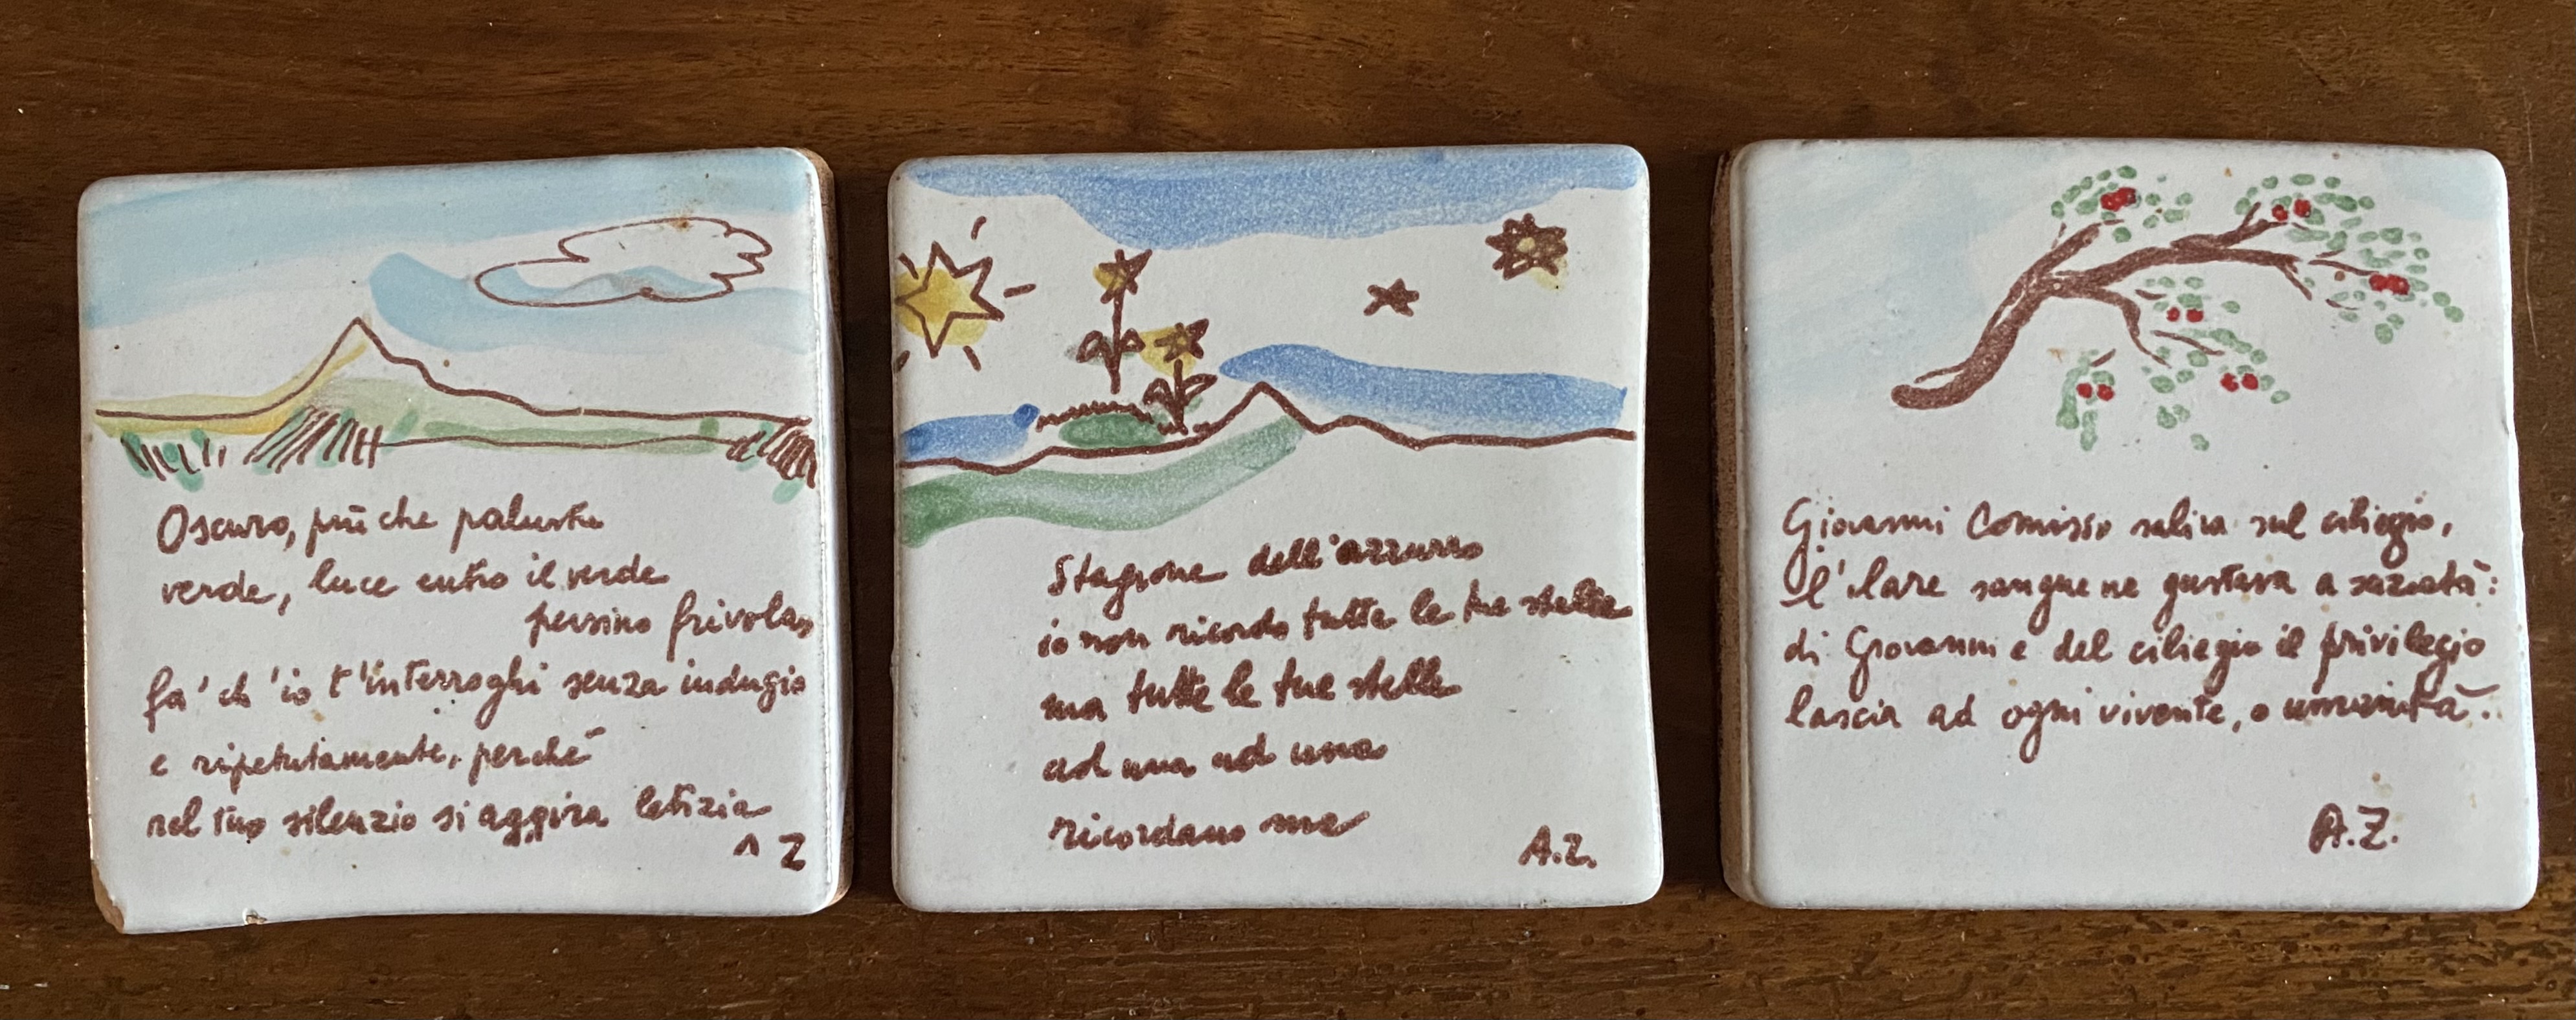 Oscuro, più che palustre
verde, luce entro il verde
persino frivola,
fa' ch'io t'interroghi senza indugio
e ripetutamente, perché
nel tuo silenzio si aggira letizia
A Z
Stagione dell'azzurro
io non ricordo tutte le tue stelle
ma tutte le tue stelle
ad una ad una
ricordano me
A.Z.
Giovanni Comisso saliva sul ciliegio,
l'ilare sangue ne gustava a sazietà:
di Giovanni e del ciliegio il privilegio
lascia ad ogni vivente, o umanità.
A.Z.